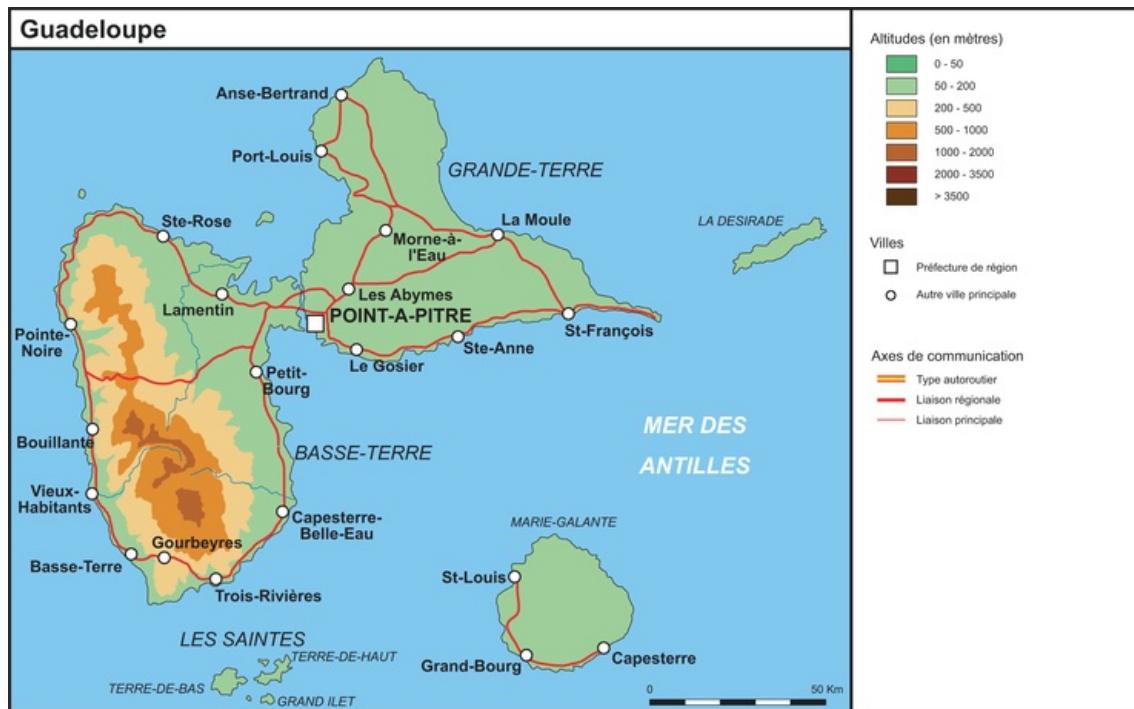 Guadeloupe
Anse-Bertrand
Port-Louis
GRANDE-TERRE
Ste-Rose
La Moule
LA DESIRADE
Morne-à-
l'Eau
Lamentin
Les Abymes
POINT-A-PITRE
St-François
Pointe-
Noire
Ste-Anne
Le Gosier
Petit-
Bourg
Bouillante
BASSE-TERRE
MER DES
ANTILLES
Vieux-
Habitants
Capesterre-
Belle-Eau
MARIE-GALANTE
Gourbeyres
Basse-Terre
Trois-Rivières
St-Louis
LES SAINTES
TERRE-DE-HAUT
TERRE-DE-BAS
GRAND ILET
Grand-Bourg
Capesterre
0 50 Km
Altitudes (en mètres)
0 - 50
50 - 200
200 - 500
500 - 1000
1000 - 2000
2000 - 3500
> 3500
Villes
Préfecture de région
Autre ville principale
Axes de communication
Type autoroutier
Liaison régionale
Liaison principale